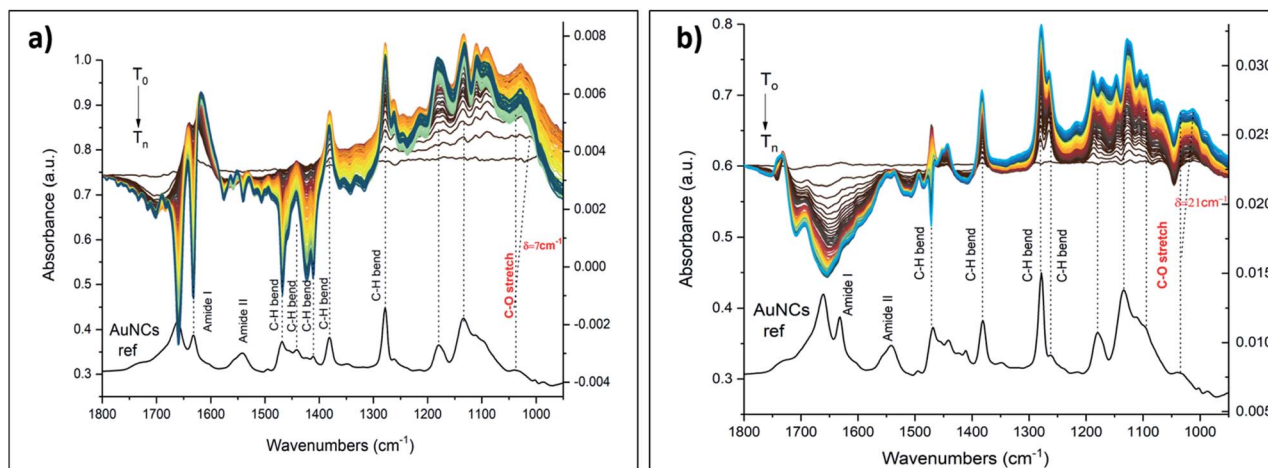 a)
1.0
0.9
0.8
0.7
0.6
0.5
0.4
0.3
Absorbance (a.u.)
T0
Tn
0.008
0.006
0.004
0.002
0.000
-0.002
-0.004
AuNCs
ref
Amide I
Amide II
C-H bend
C-H bend
C-H bend
C-H bend
C-H bend
C-O stretch
δ=7cm-1
1800
1700
1600
1500
1400
1300
1200
1100
1000
Wavenumbers (cm-1)
b)
0.8
0.7
0.6
0.5
0.4
0.3
Absorbance (a.u.)
To
Tn
0.030
0.025
0.020
0.015
0.010
0.005
AuNCs
ref
Amide I
Amide II
C-H bend
C-H bend
C-H bend
C-H bend
C-O stretch
δ=21cm-1
1800
1700
1600
1500
1400
1300
1200
1100
1000
Wavenumbers (cm-1)